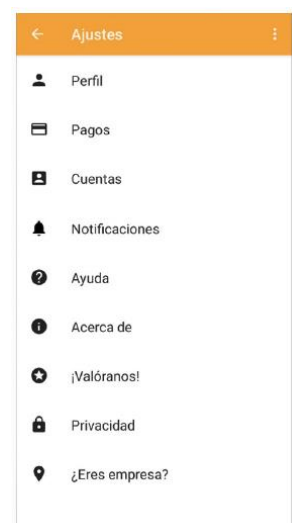 Ajustes
Perfil
Pagos
Cuentas
Notificaciones
Ayuda
Acerca de
¡Valóranos!
Privacidad
¿Eres empresa?